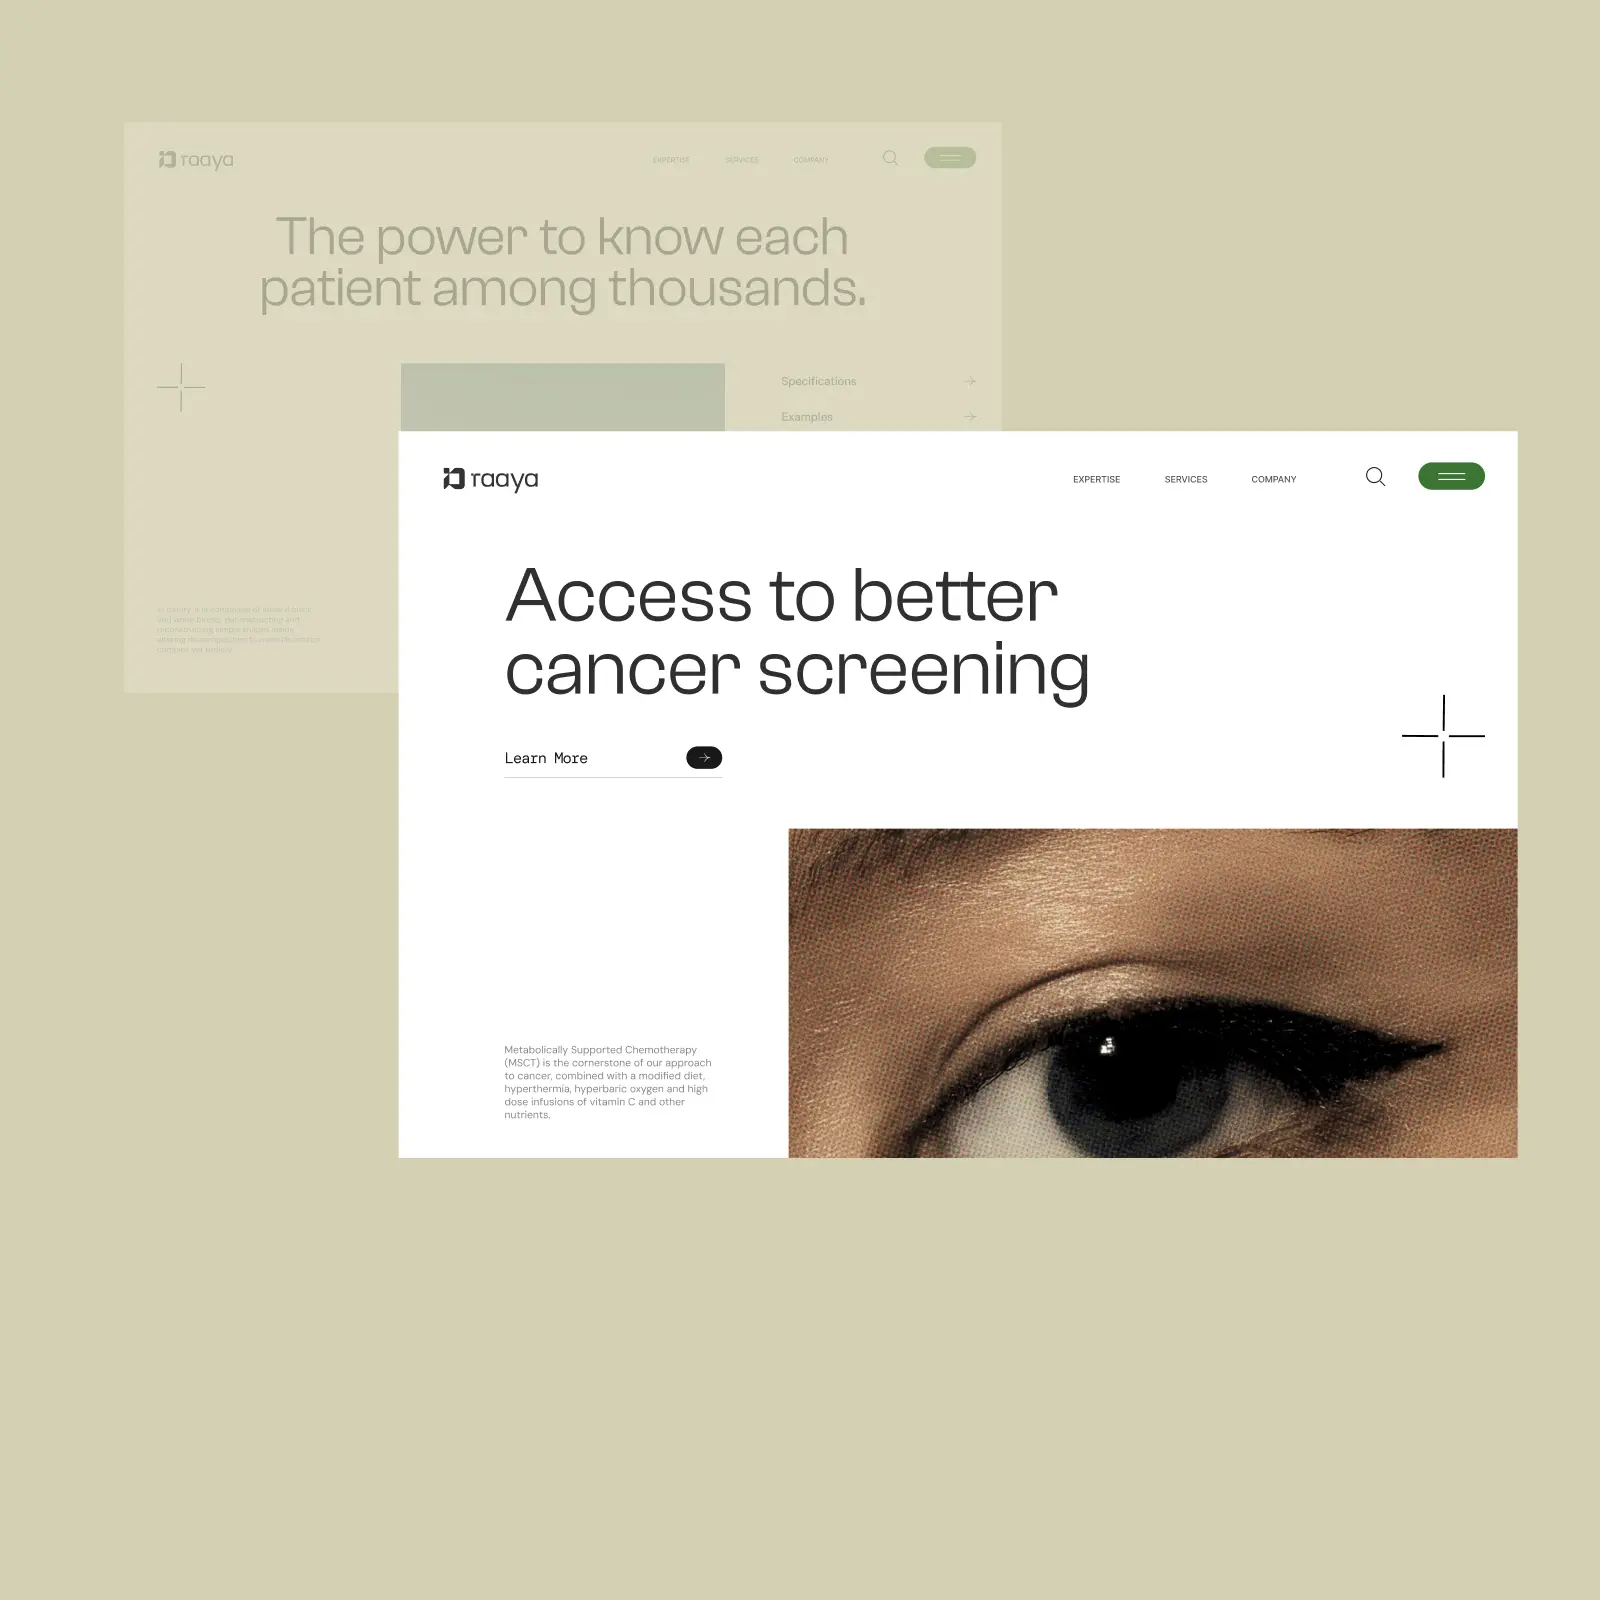 raaya
EXPERTISE SERVICES COMPANY
The power to know each
patient among thousands.
Specifications
Examples
raaya
EXPERTISE SERVICES COMPANY
Access to better
cancer screening
Learn More
Metabolically Supported Chemotherapy
(MSCT) is the cornerstone of our approach
to cancer, combined with a modified diet,
hyperthermia, hyperbaric oxygen and high
dose infusions of vitamin C and other
nutrients.